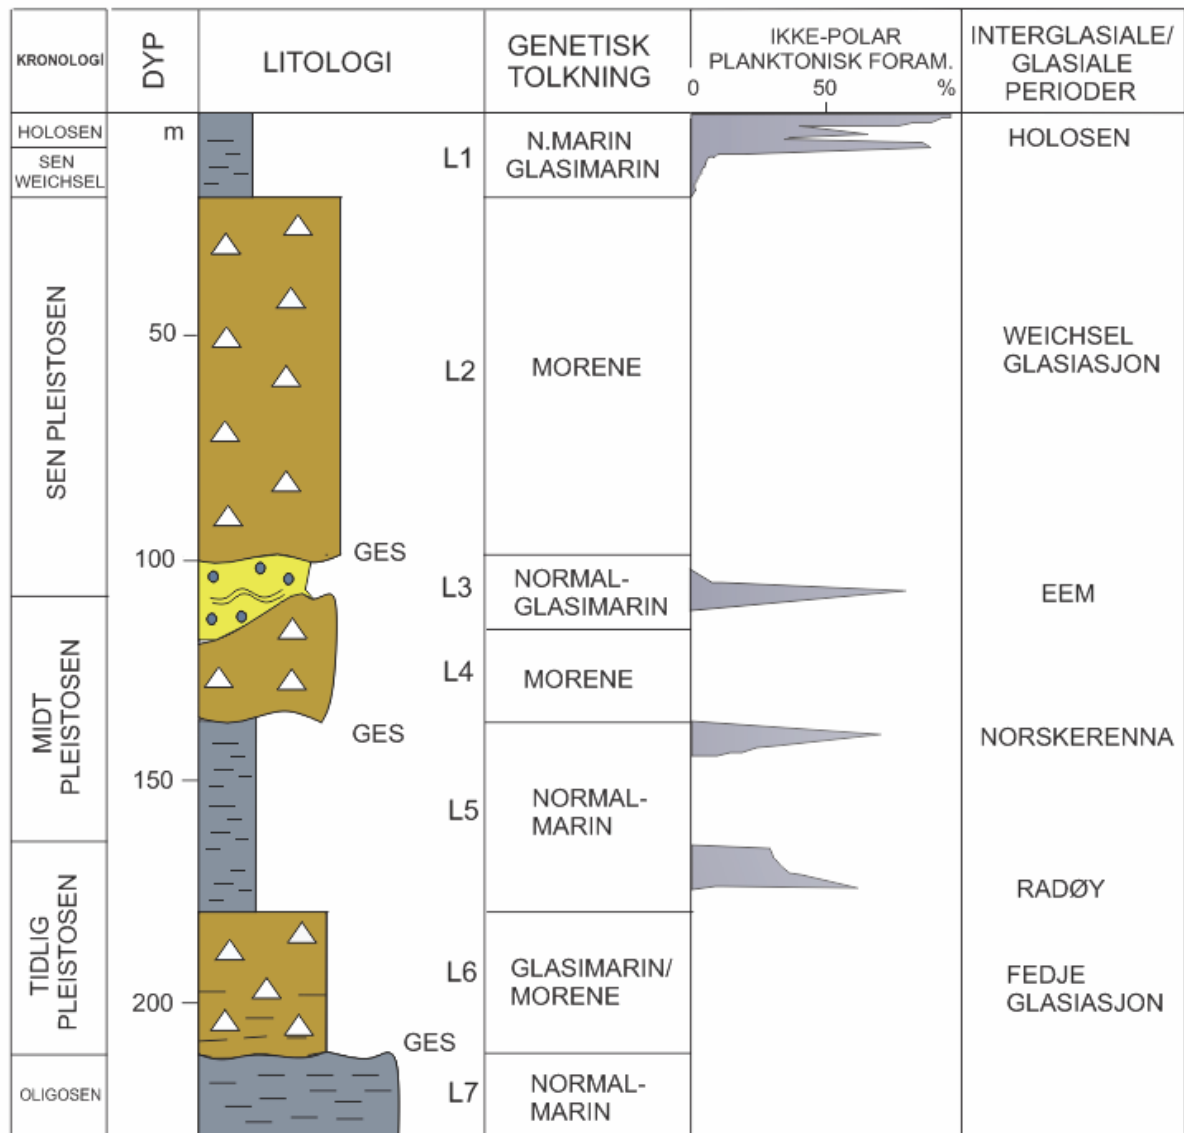 KRONOLOGI
DYP
LITOLOGI
GENETISK
TOLKNING
IKKE-POLAR
PLANKTONISK FORAM.
0
50
%
INTERGLASIALE/
GLASIALE
PERIODER
HOLOSEN
m
L1
N.MARIN
GLASIMARIN
HOLOSEN
SEN
WEICHSEL
SEN PLEISTOSEN
50
L2
MORENE
WEICHSEL
GLASIASJON
100
GES
L3
NORMAL-
GLASIMARIN
EEM
MIDT
PLEISTOSEN
L4
MORENE
GES
NORSKERENNA
150
L5
NORMAL-
MARIN
RADØY
TIDLIG
PLEISTOSEN
L6
GLASIMARIN/
MORENE
FEDJE
GLASIASJON
200
GES
OLIGOSEN
L7
NORMAL-
MARIN